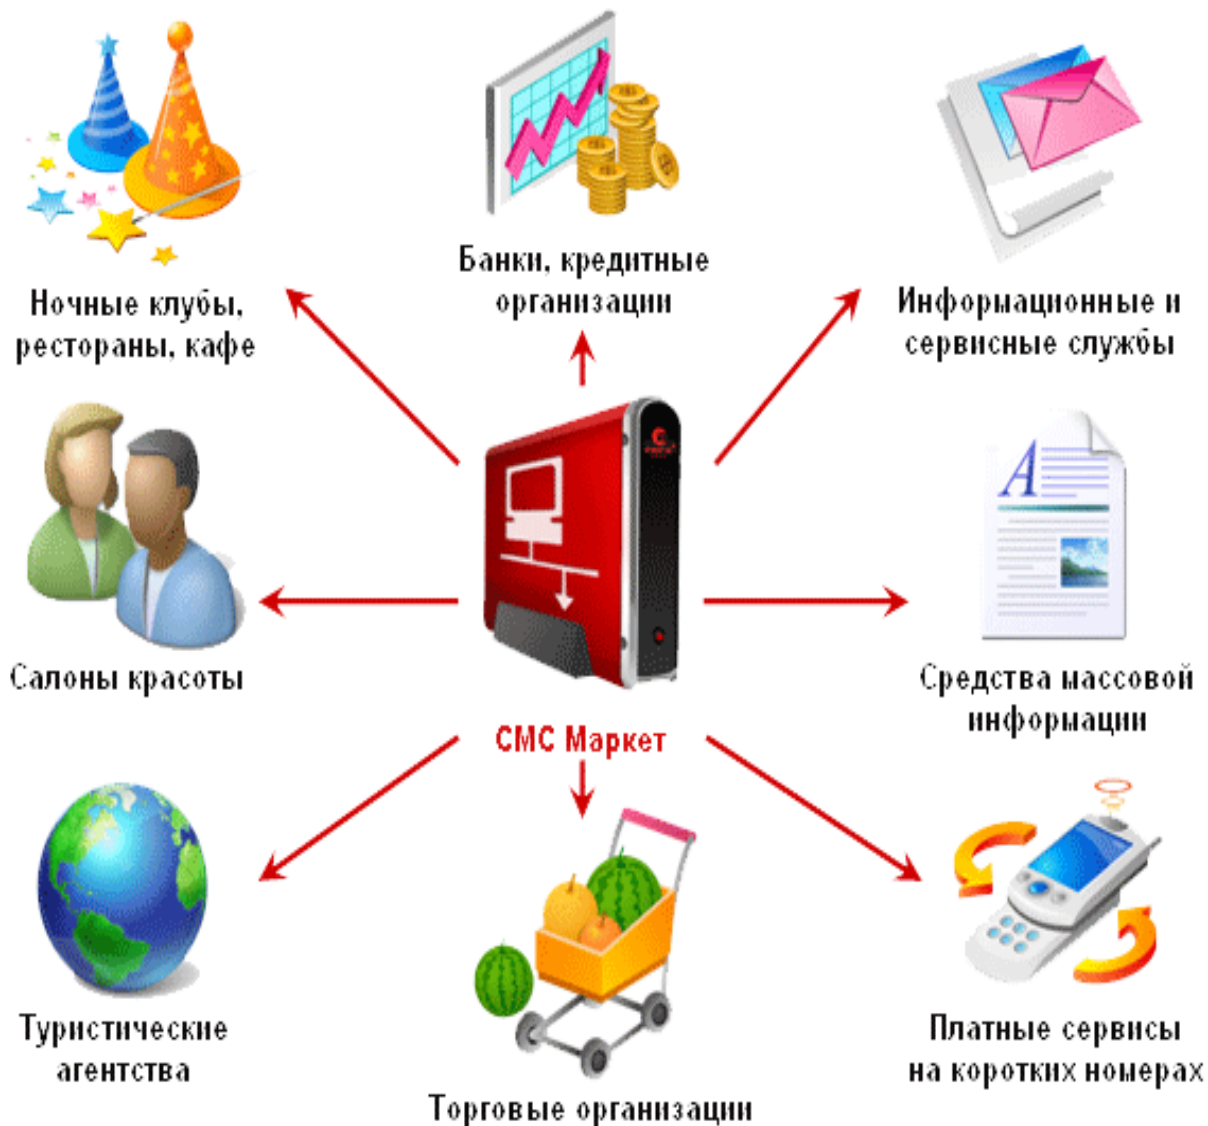 Банки, кредитные
организации
Ночные клубы,
рестораны, кафе
Информационные и
сервисные службы
Салоны красоты
Средства массовой
информации
СМС Маркет
Туристические
агентства
Платные сервисы
на коротких номерах
Торговые организации
A